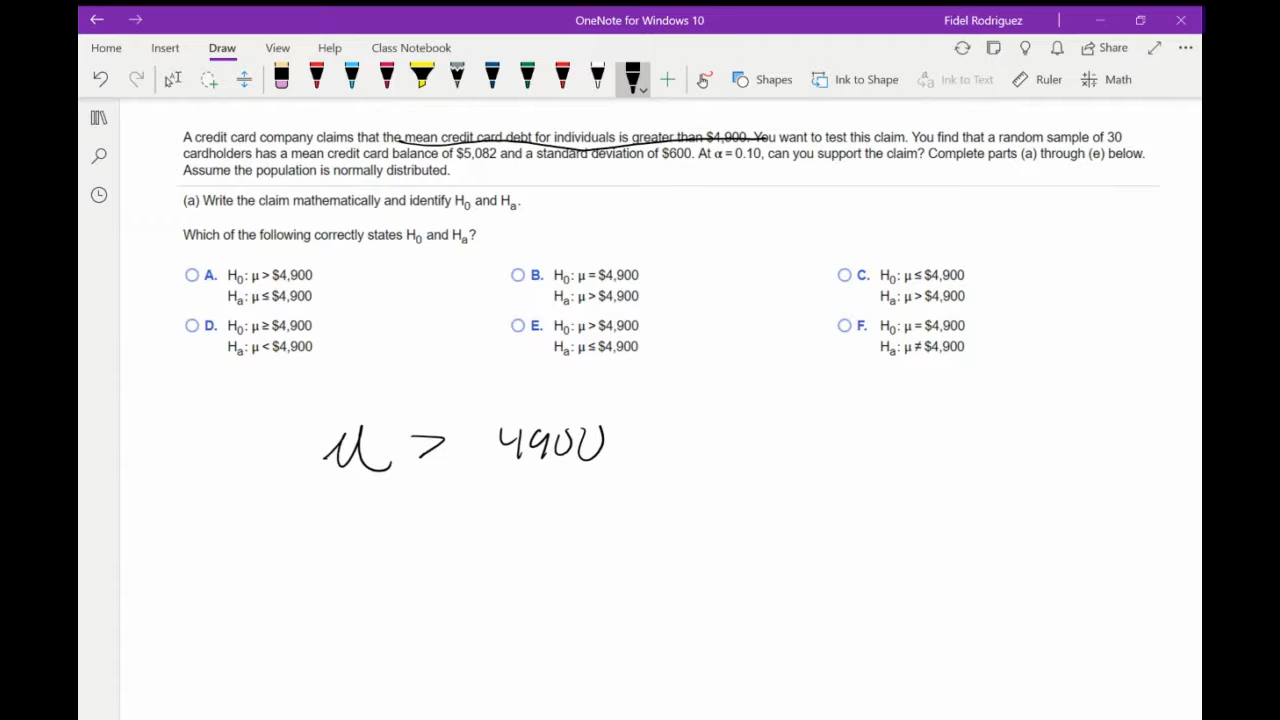 OneNote for Windows 10
Fidel Rodriguez
Home Insert Draw View Help Class Notebook Share
Shapes Ink to Shape Ink to Text Ruler Math
A credit card company claims that the mean credit card debt for individuals is greater than $4,900. You want to test this claim. You find that a random sample of 30
cardholders has a mean credit card balance of $5,082 and a standard deviation of $600. At α = 0.10, can you support the claim? Complete parts (a) through (e) below.
Assume the population is normally distributed.
(a) Write the claim mathematically and identify H0 and Ha.
Which of the following correctly states H0 and Ha?
A. H0: μ > $4,900
Ha: μ ≤ $4,900
B. H0: μ = $4,900
Ha: μ > $4,900
C. H0: μ ≤ $4,900
Ha: μ > $4,900
D. H0: μ ≥ $4,900
Ha: μ < $4,900
E. H0: μ > $4,900
Ha: μ ≤ $4,900
F. H0: μ = $4,900
Ha: μ ≠ $4,900
μ > 4900